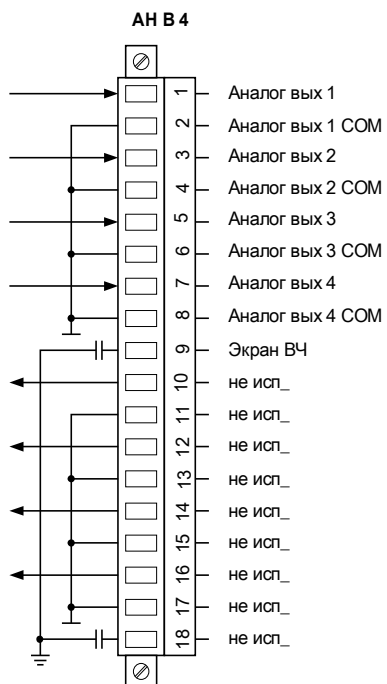 АН В 4
1 Аналог вых 1
2 Аналог вых 1 COM
3 Аналог вых 2
4 Аналог вых 2 COM
5 Аналог вых 3
6 Аналог вых 3 COM
7 Аналог вых 4
8 Аналог вых 4 COM
9 Экран ВЧ
10 не исп_
11 не исп_
12 не исп_
13 не исп_
14 не исп_
15 не исп_
16 не исп_
17 не исп_
18 не исп_